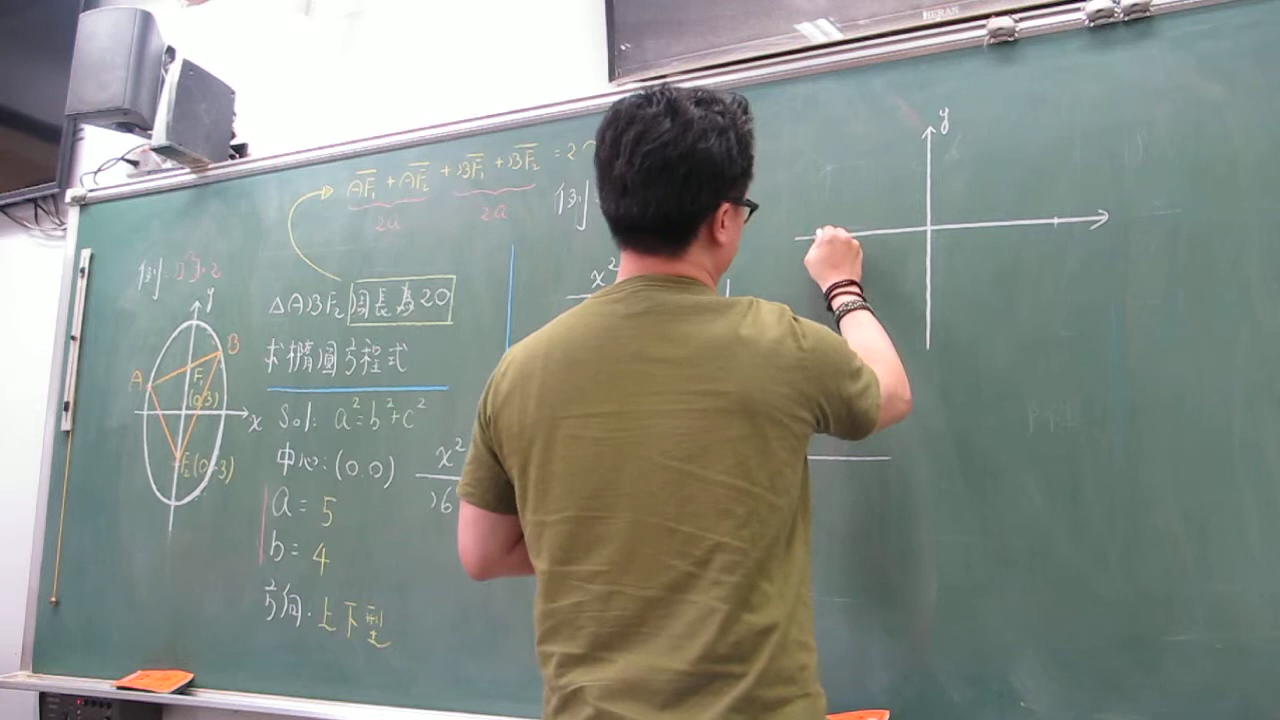 HERAN
AF₁ + AF₂ + BF₁ + BF₂ = 2
2a 2a
例
例: 2
y
B
A
F₁
(0,3)
x
F₂(0,-3)
△ABF₂ 周長為20
求橢圓方程式
Sol: a²=b²+c²
中心:(0,0)
x²
16
a = 5
b = 4
方向: 上下型
x²
y